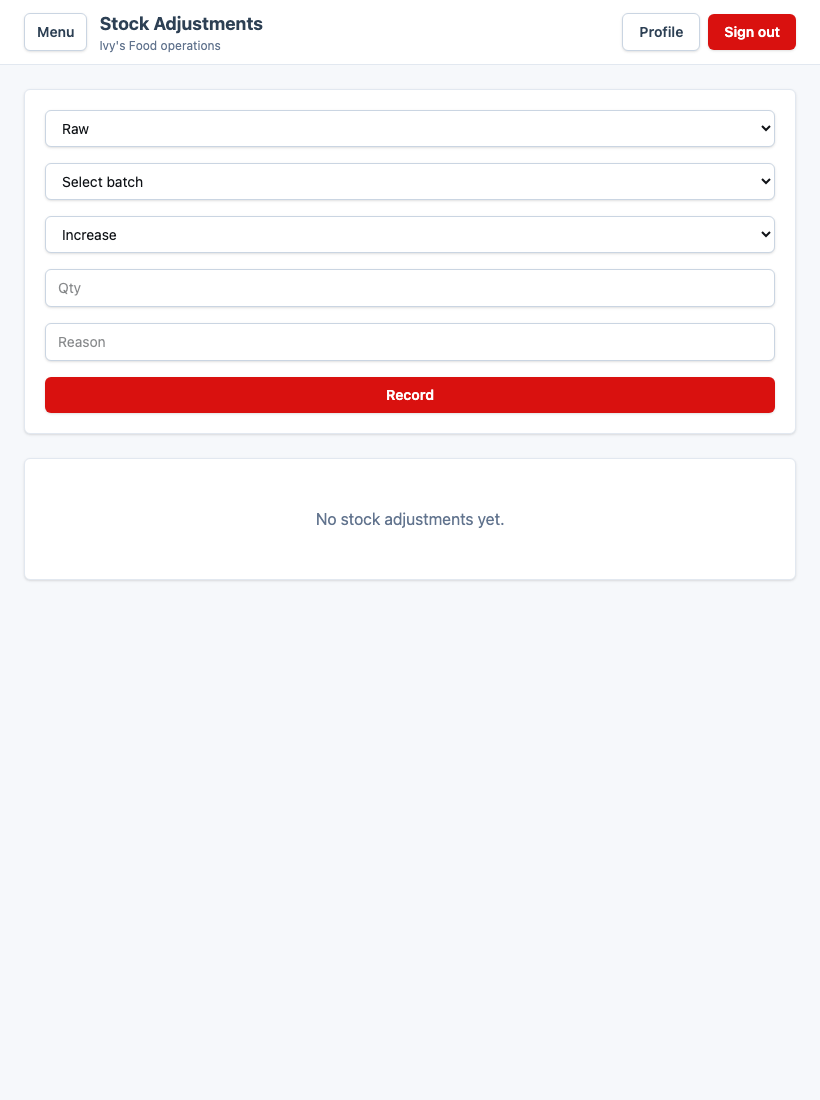 Menu
Stock Adjustments
Ivy's Food operations
Profile
Sign out
Raw
Select batch
Increase
Qty
Reason
Record
No stock adjustments yet.